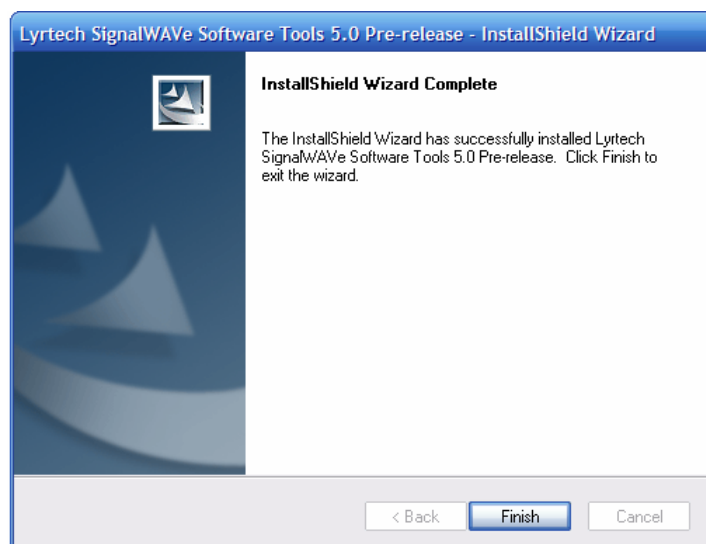 Lyrtech SignalWAVe Software Tools 5.0 Pre-release - InstallShield Wizard
InstallShield Wizard Complete
The InstallShield Wizard has successfully installed Lyrtech
SignalWAVe Software Tools 5.0 Pre-release. Click Finish to
exit the wizard.
< Back
Finish
Cancel